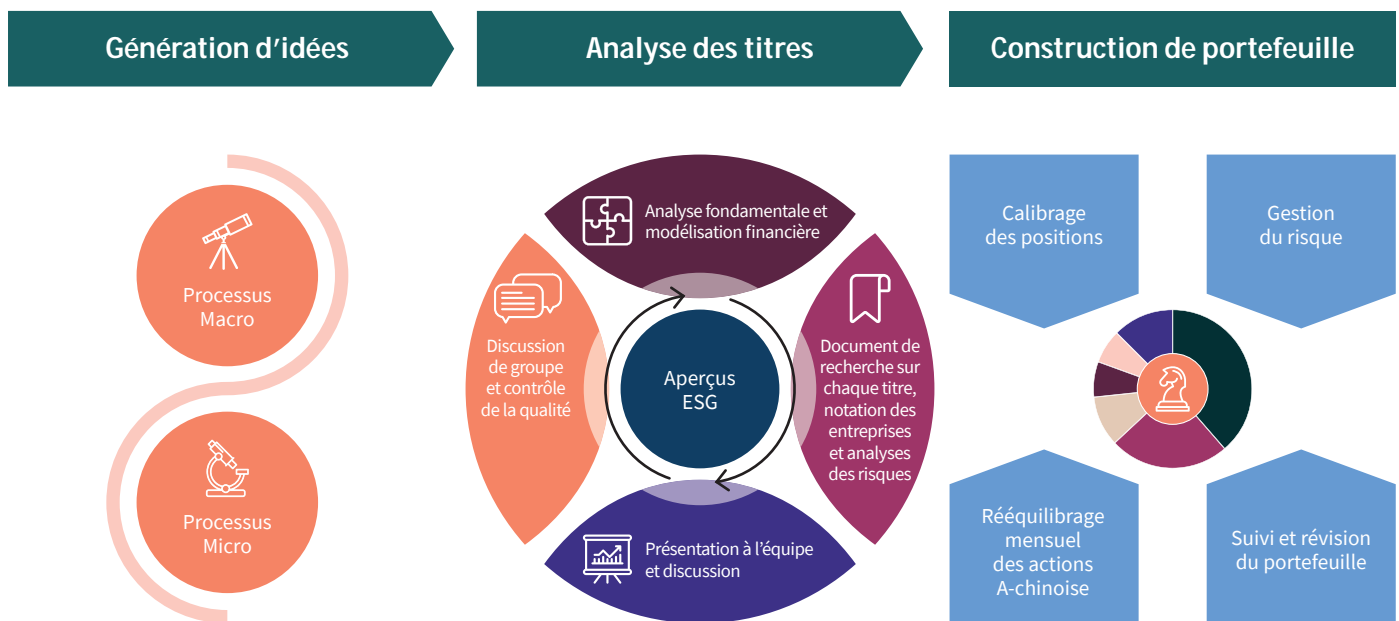 Génération d'idées
Analyse des titres
Construction de portefeuille
Processus
Macro
Processus
Micro
Analyse fondamentale et
modélisation financière
Discussion
de groupe
et contrôle
de la qualité
Aperçus
ESG
Document de
recherche sur
chaque titre,
notation des
entreprises
et analyses
des risques
Présentation à l'équipe
et discussion
Calibrage
des positions
Gestion
du risque
Rééquilibrage
mensuel
des actions
A-chinoise
Suivi et révision
du portefeuille